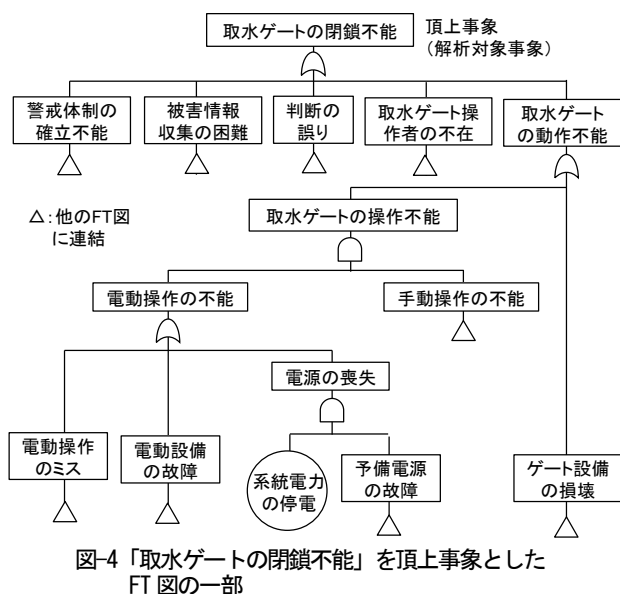 取水ゲートの閉鎖不能
頂上事象
（解析対象事象）
警戒体制の
確立不能
被害情報
収集の困難
判断の
誤り
取水ゲート操
作者の不在
取水ゲート
の動作不能
△：他のFT図
に連結
取水ゲートの操作不能
電動操作の不能
手動操作の不能
電源の喪失
電動操作
のミス
電動設備
の故障
系統電力
の停電
予備電源
の故障
ゲート設備
の損壊
図-4「取水ゲートの閉鎖不能」を頂上事象とした
FT 図の一部